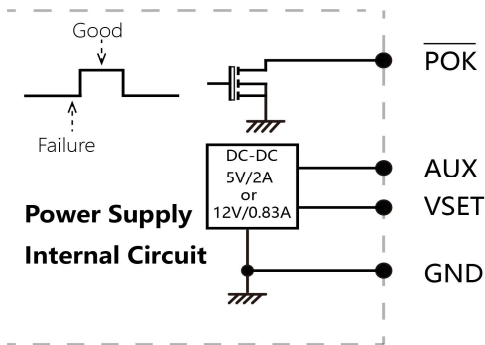 Good
POK
Failure
DC-DC
5V/2A
or
12V/0.83A
AUX
VSET
Power Supply
Internal Circuit
GND